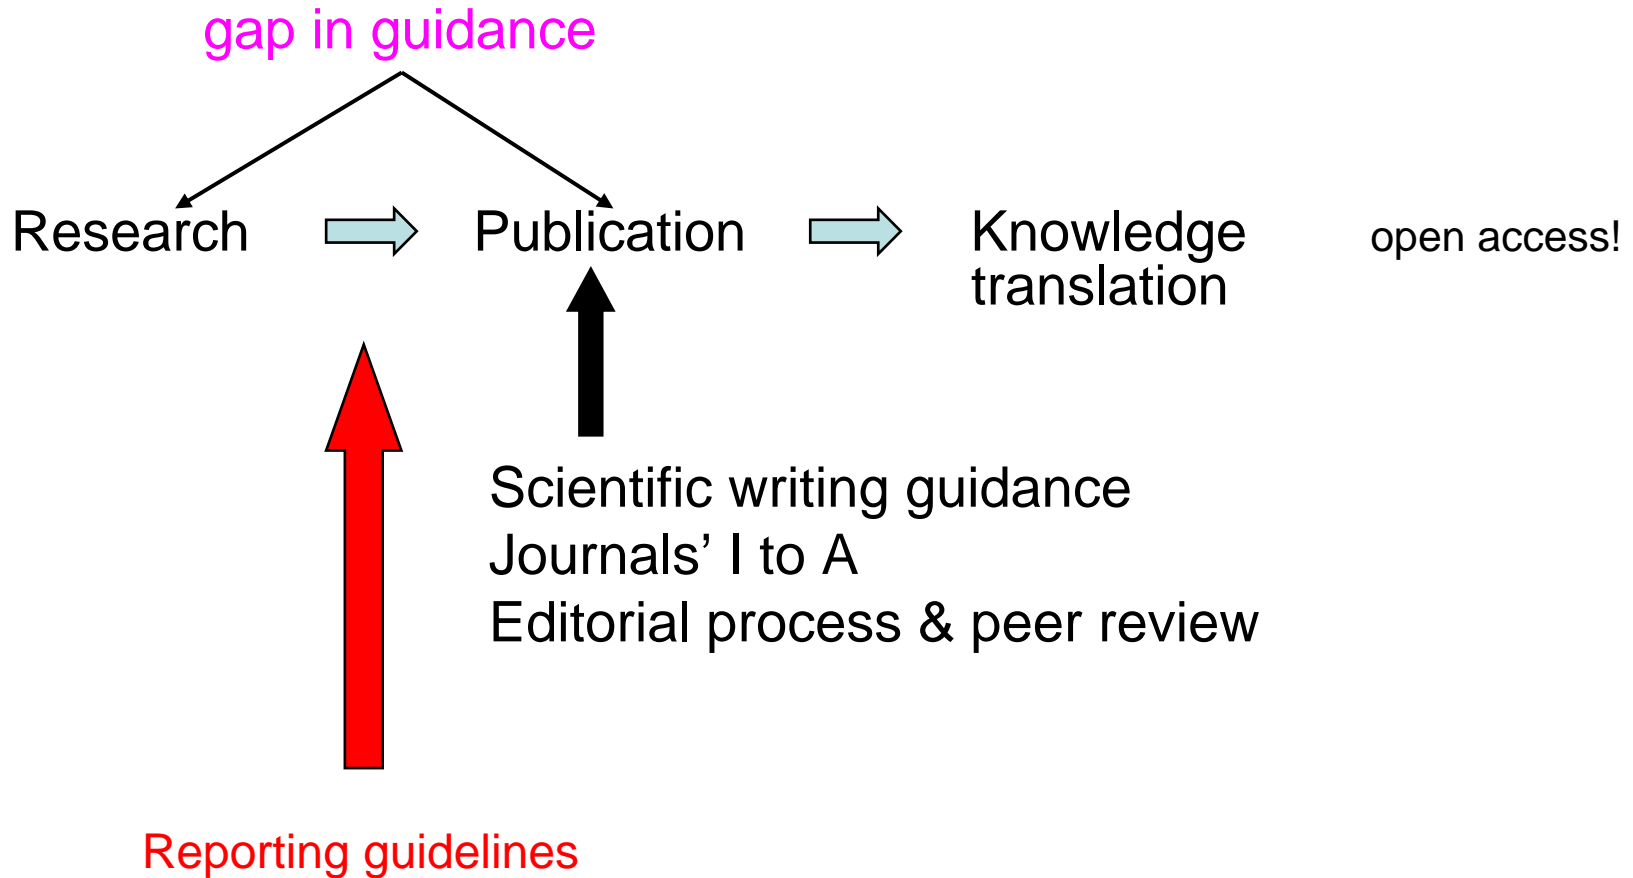 gap in guidance
Research
Publication
Knowledge
translation
open access!
Scientific writing guidance
Journals’ I to A
Editorial process & peer review
Reporting guidelines